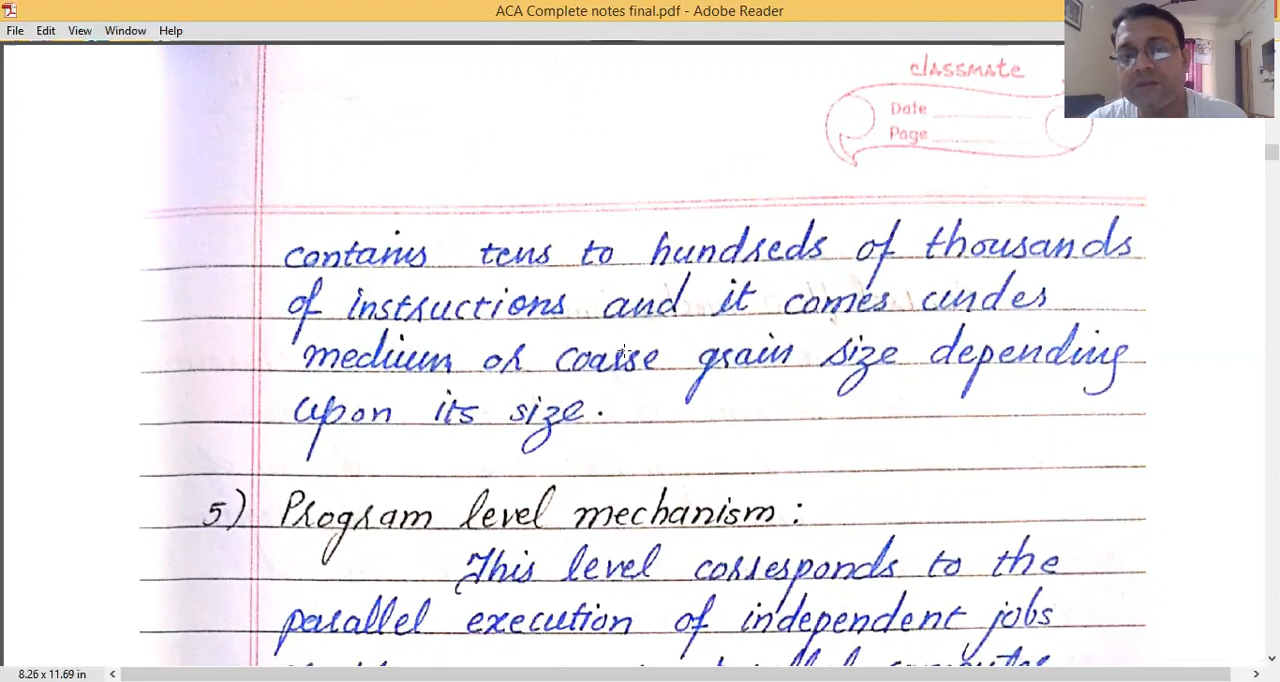 ACA Complete notes final.pdf - Adobe Reader
File Edit View Window Help
classmate
Date
Page
contains tens to hundreds of thousands
of instructions and it comes under
medium or coarse grain size depending
upon its size.
5) Program level mechanism :
This level corresponds to the
parallel execution of independent jobs
8.26 x 11.69 in